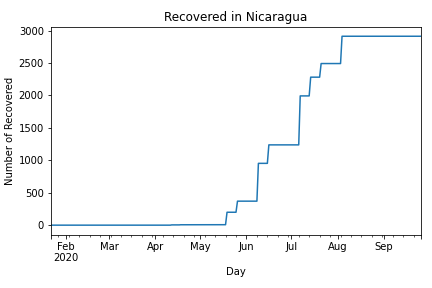 Recovered in Nicaragua
Number of Recovered
3000
2500
2000
1500
1000
500
0
Feb Mar Apr May Jun Jul Aug Sep
2020
Day